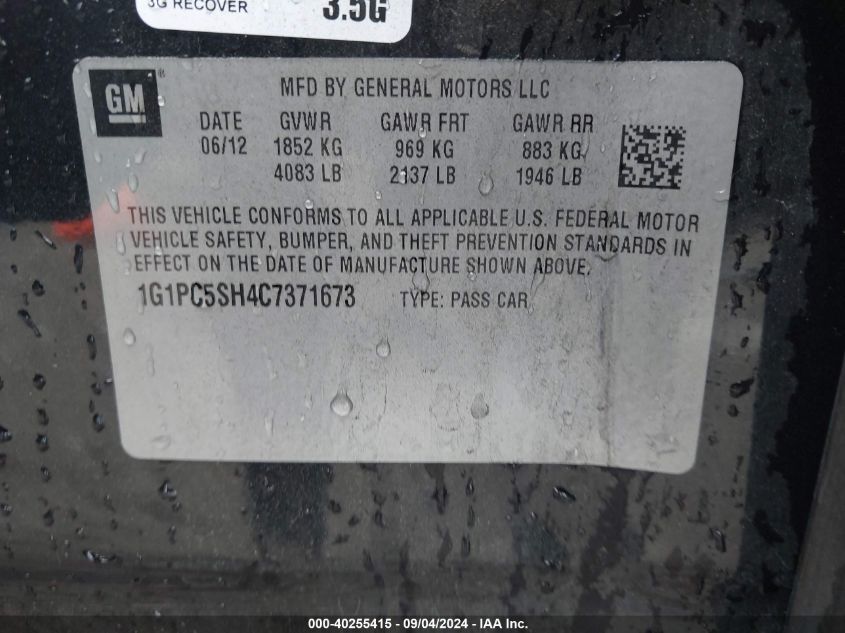 3G RECOVER 3.5G
GM®
MFD BY GENERAL MOTORS LLC
DATE GVWR GAWR FRT GAWR RR
06/12 1852 KG 969 KG 883 KG
4083 LB 2137 LB 1946 LB
THIS VEHICLE CONFORMS TO ALL APPLICABLE U.S. FEDERAL MOTOR
VEHICLE SAFETY, BUMPER, AND THEFT PREVENTION STANDARDS IN
EFFECT ON THE DATE OF MANUFACTURE SHOWN ABOVE.
1G1PC5SH4C7371673 TYPE: PASS CAR
000-40255415 - 09/04/2024 - IAA Inc.